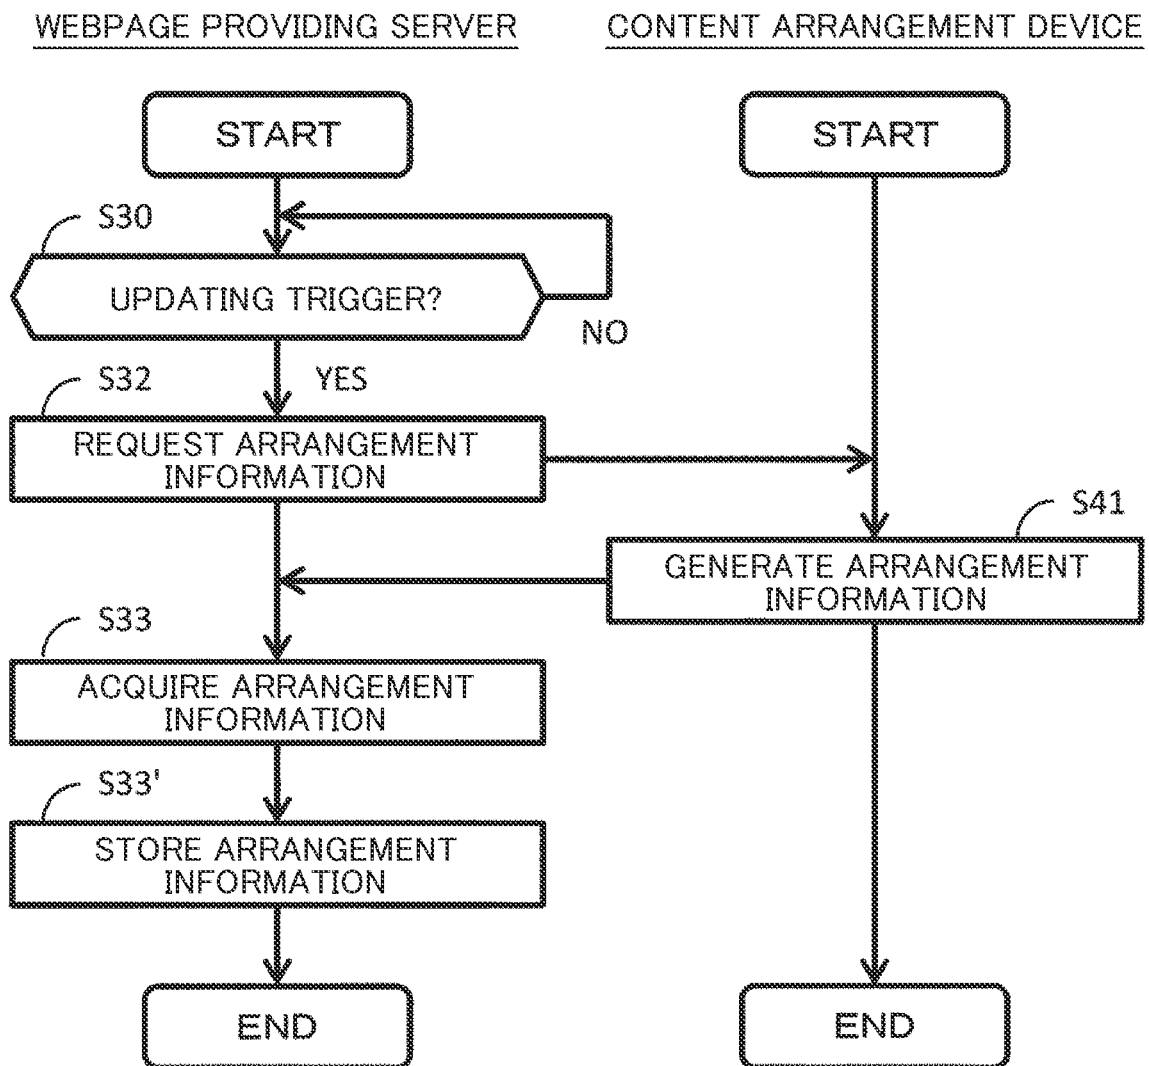 WEBPAGE PROVIDING SERVER
CONTENT ARRANGEMENT DEVICE
START
START
S30
UPDATING TRIGGER?
NO
YES
S32
REQUEST ARRANGEMENT
INFORMATION
S41
GENERATE ARRANGEMENT
INFORMATION
S33
ACQUIRE ARRANGEMENT
INFORMATION
S33'
STORE ARRANGEMENT
INFORMATION
END
END